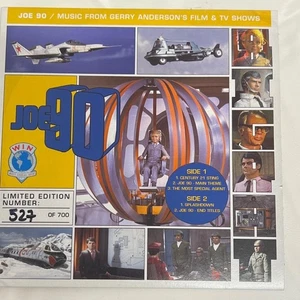 JOE 90 / MUSIC FROM GERRY ANDERSON'S FILM & TV SHOWS
JOE 90
WIN
LIMITED EDITION
NUMBER:
527 OF 700
SIDE 1
1. CENTURY 21 STING
2. JOE 90 - MAIN THEME
3. THE MOST SPECIAL AGENT
SIDE 2
1. SPLASHDOWN
2. JOE 90: END TITLES